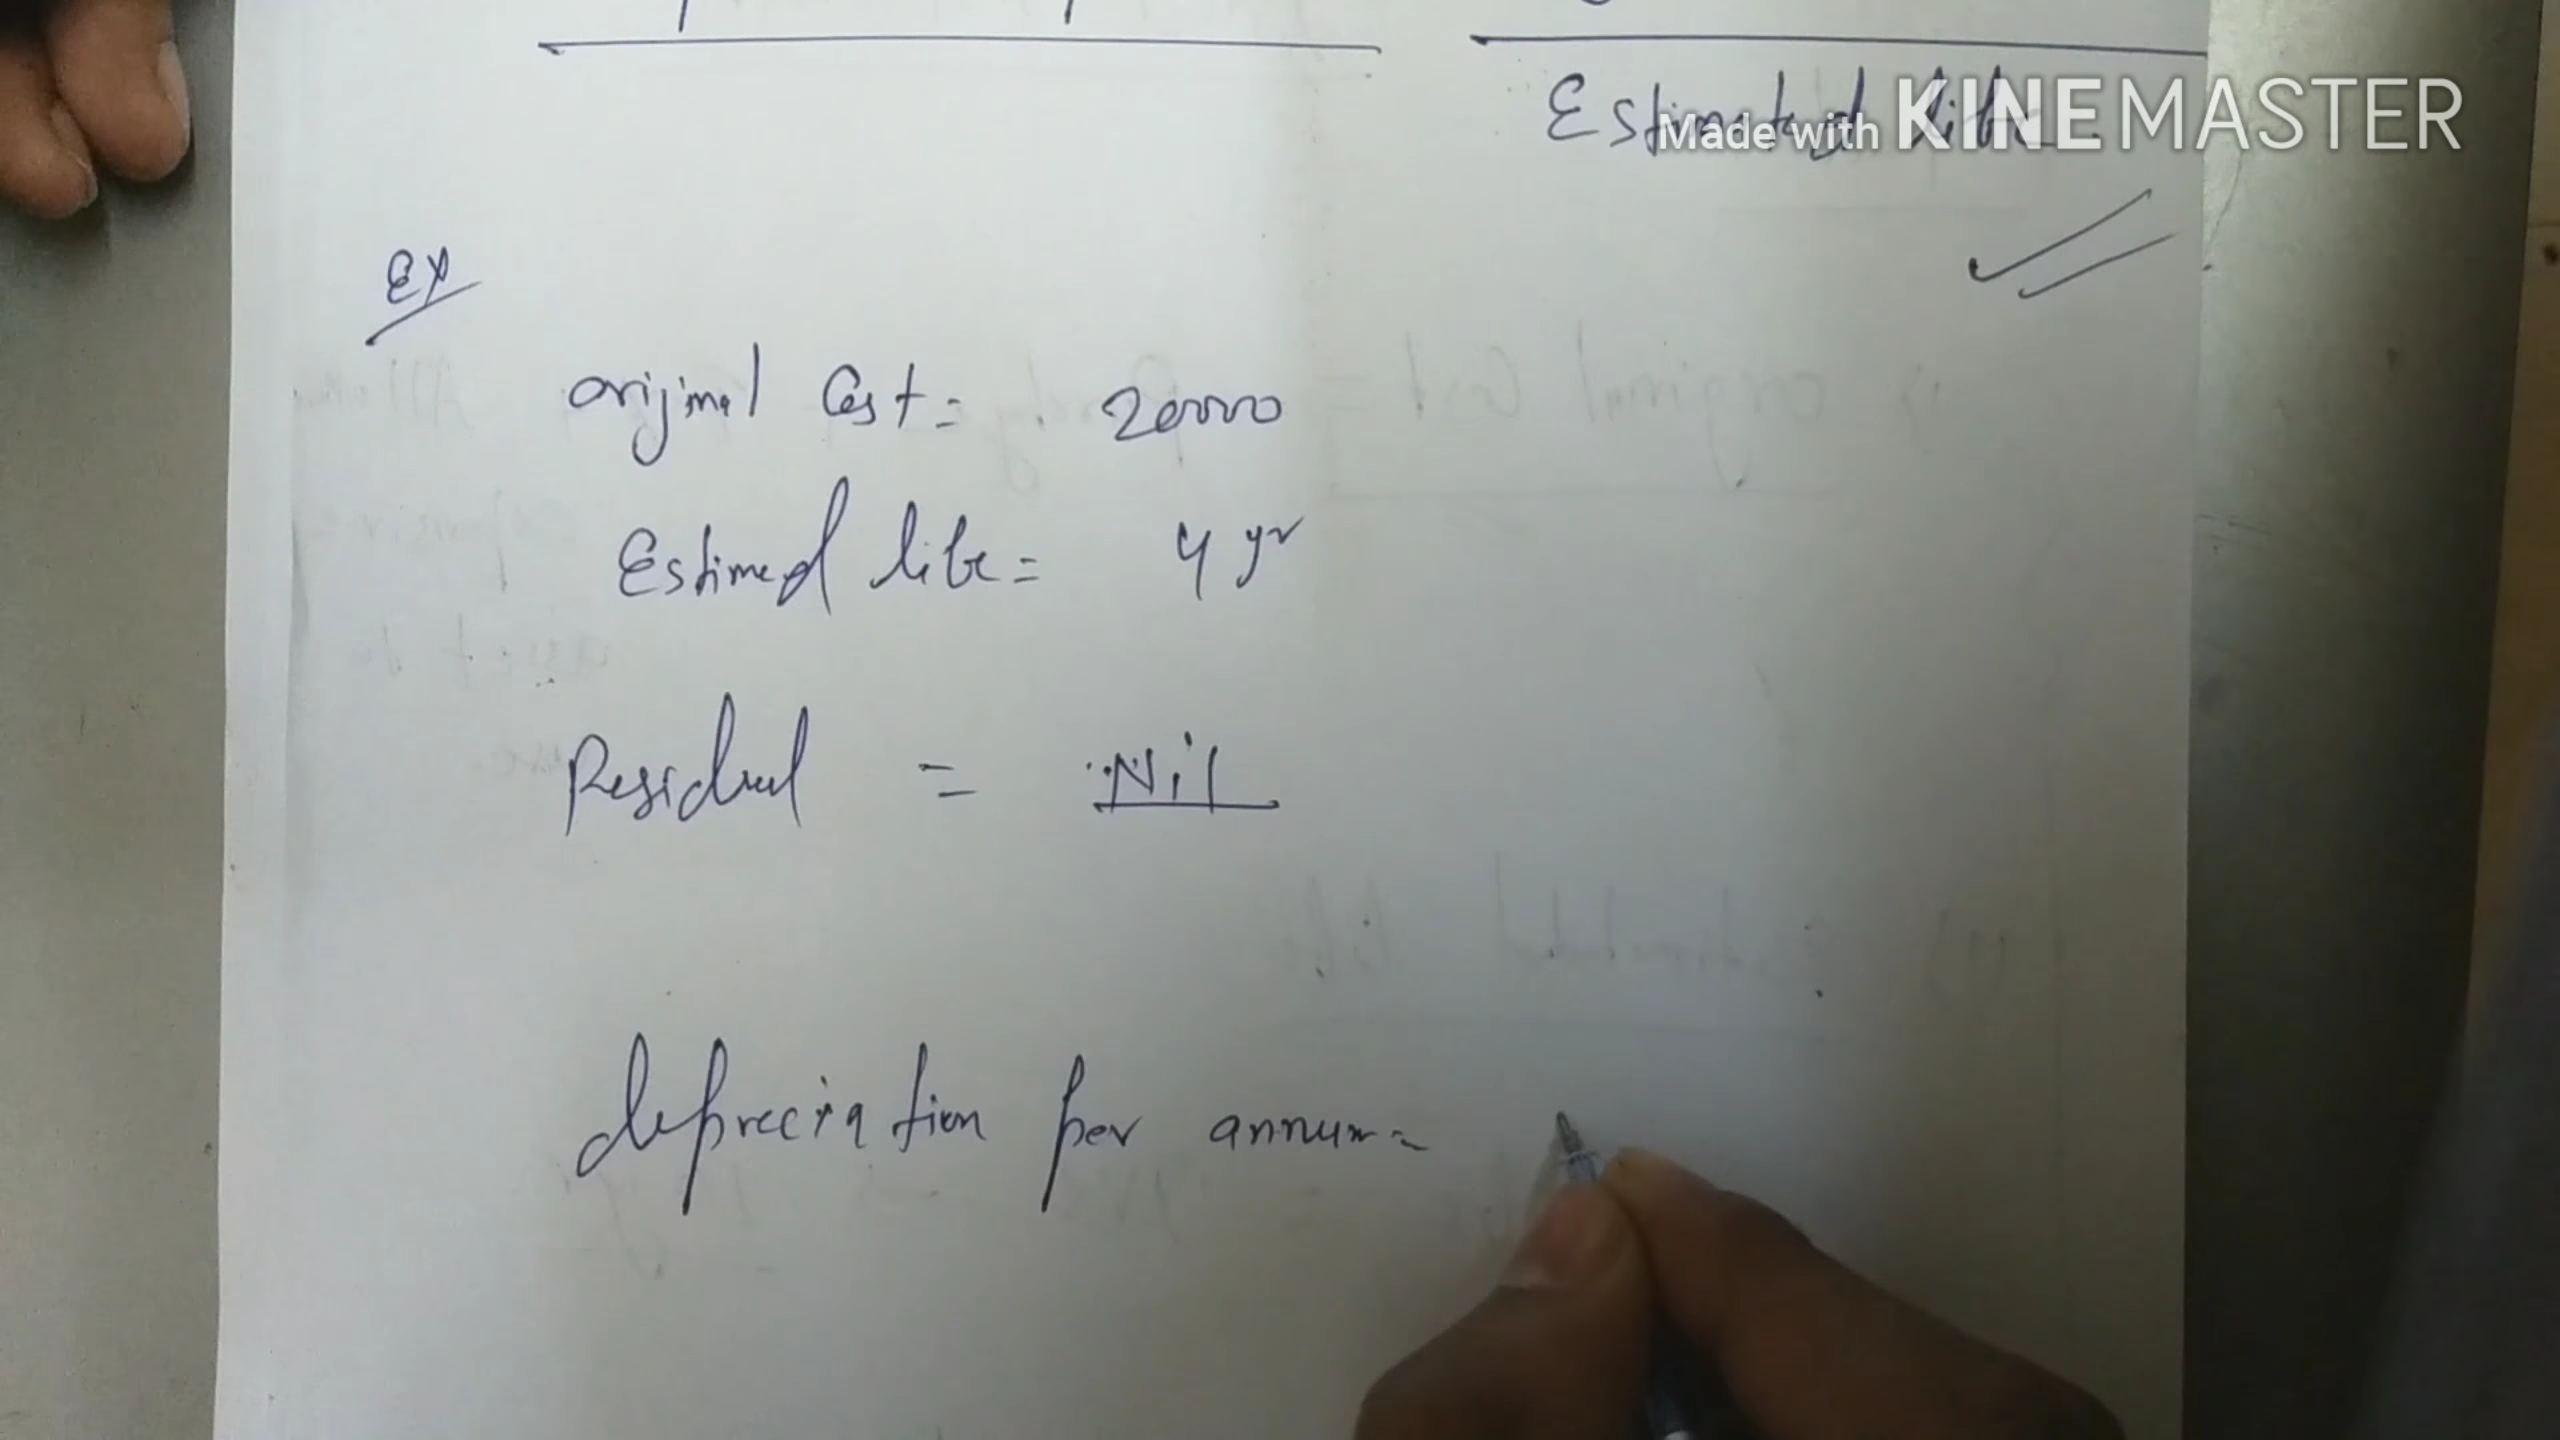 Estimated life
Made with KINEMASTER
Ex
Original Cost = 20000
Estimed life = 4 yr
Residual = Nil
depreciation per annum =